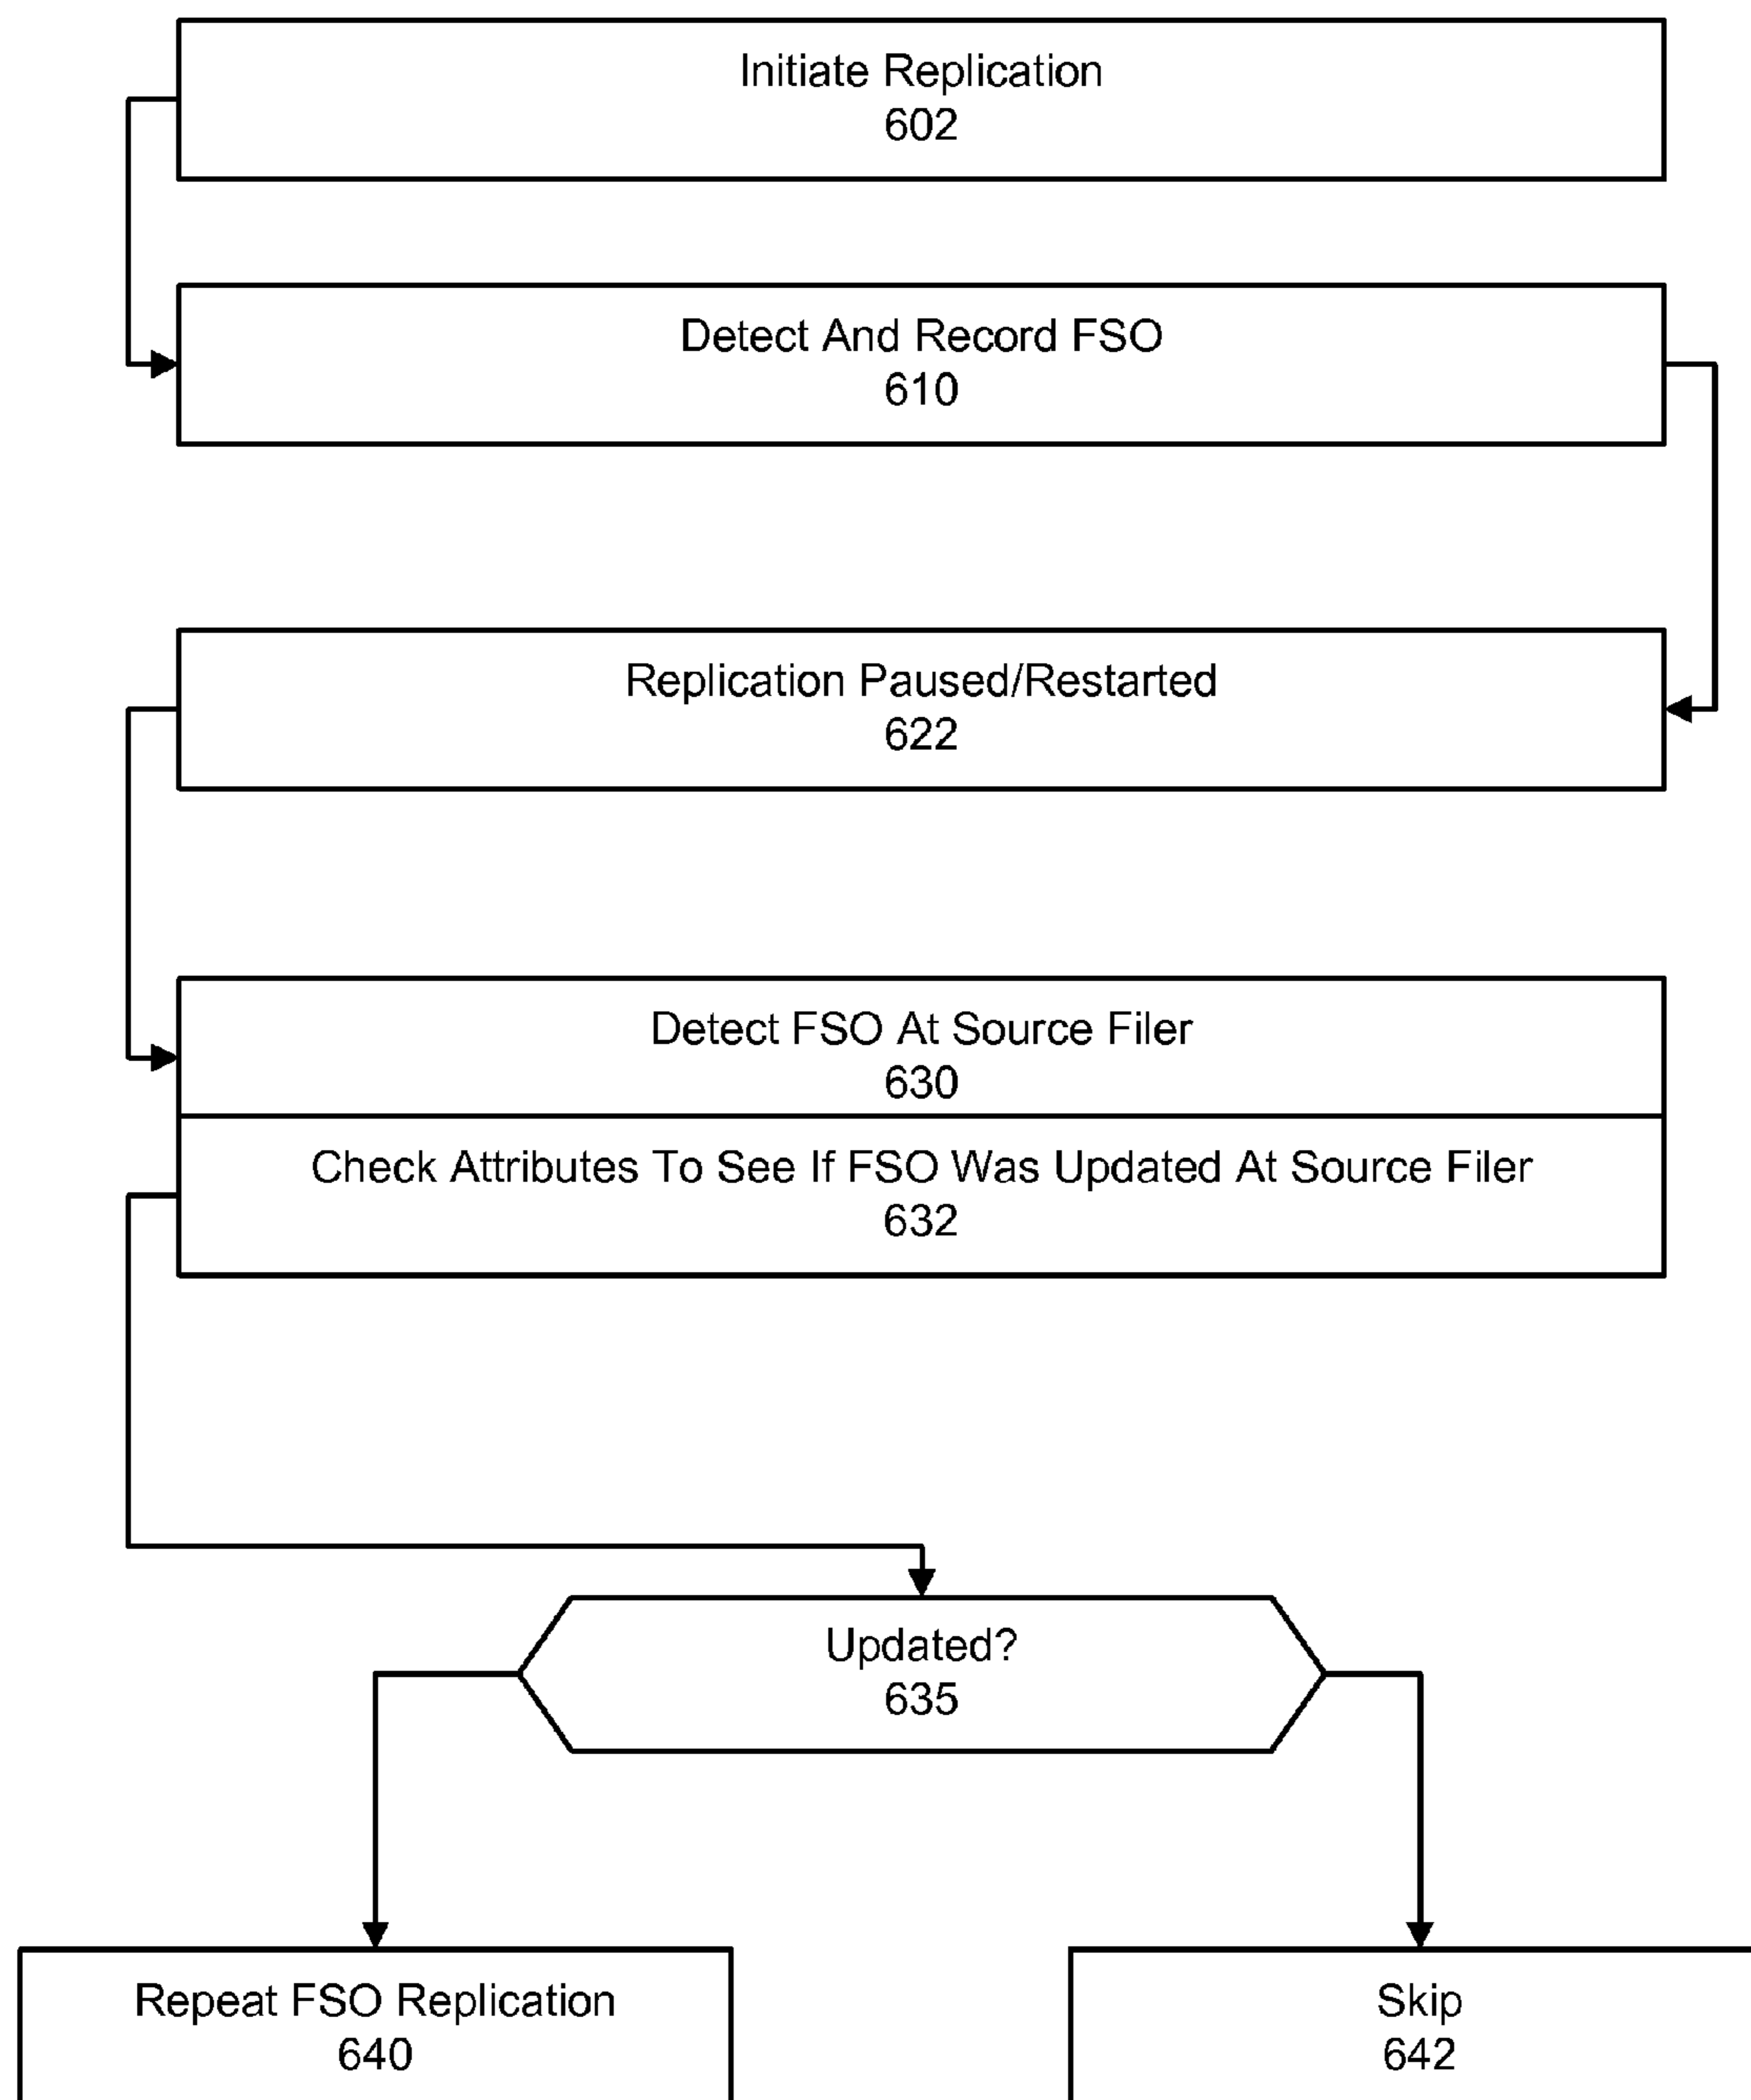 Initiate Replication
602
Detect And Record FSO
610
Replication Paused/Restarted
622
Detect FSO At Source Filer
630
Check Attributes To See If FSO Was Updated At Source Filer
632
Updated?
635
Repeat FSO Replication
640
Skip
642